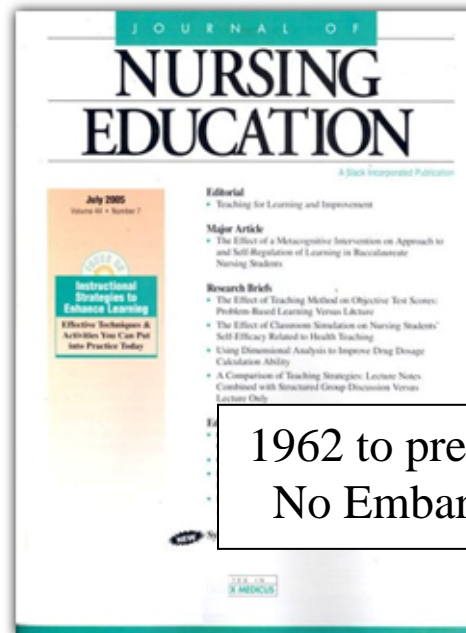 JOURNAL OF
NURSING
EDUCATION
A Slack Incorporated Publication
July 2005
Volume 44 • Number 7
FOCUS ON
Instructional
Strategies to
Enhance Learning
Effective Techniques &
Activities You Can Put
into Practice Today
Editorial
• Teaching for Learning and Improvement
Major Article
• The Effect of a Metacognitive Intervention on Approach to
and Self-Regulation of Learning in Baccalaureate
Nursing Students
Research Briefs
• The Effect of Teaching Method on Objective Test Scores:
Problem-Based Learning Versus Lecture
• The Effect of Classroom Simulation on Nursing Students'
Self-Efficacy Related to Health Teaching
• Using Dimensional Analysis to Improve Drug Dosage
Calculation Ability
• A Comparison of Teaching Strategies: Lecture Notes
Combined with Structured Group Discussion Versus
Lecture Only
1962 to pre
No Embar
NEW
X MEDICUS